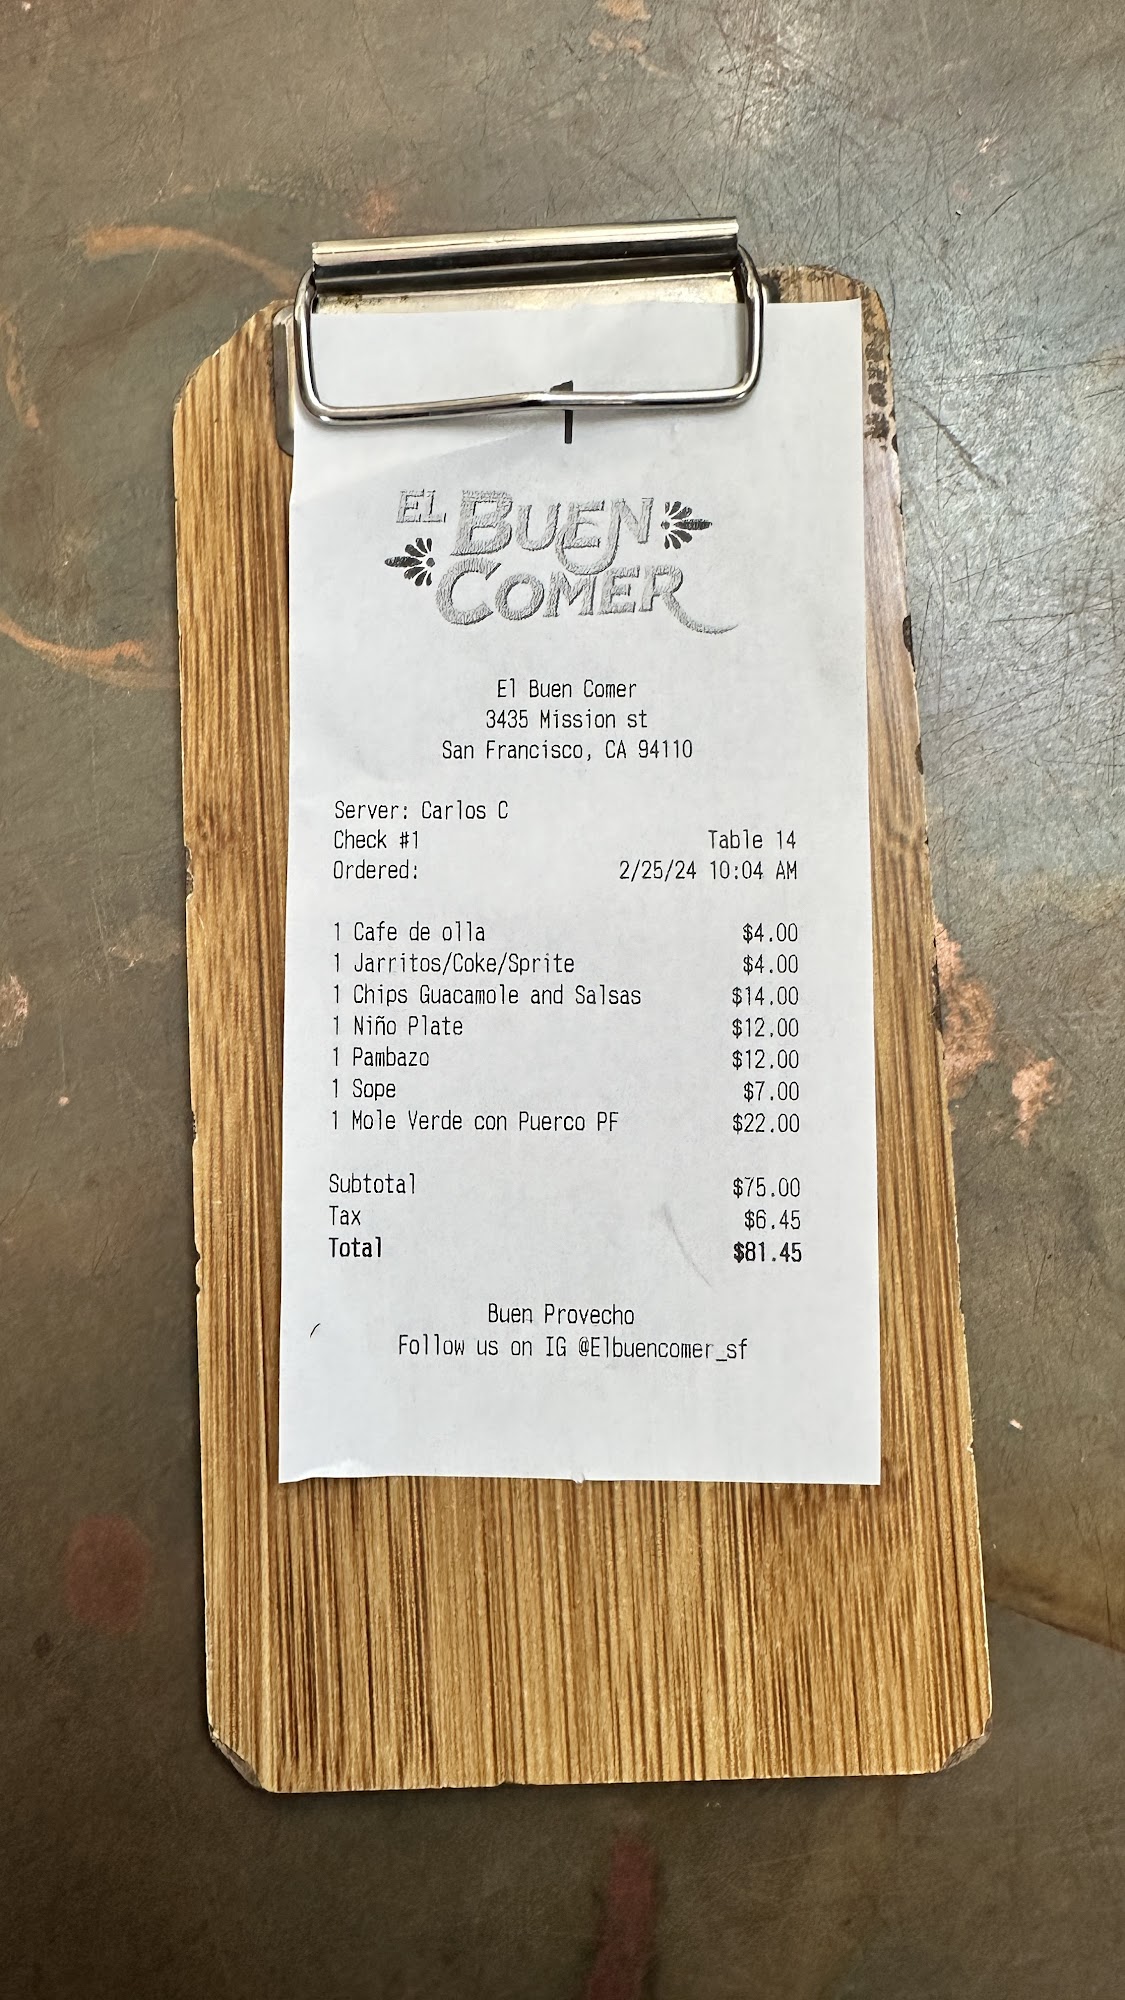 1
EL BUEN
COMER
El Buen Comer
3435 Mission st
San Francisco, CA 94110
Server: Carlos C
Check #1 Table 14
Ordered: 2/25/24 10:04 AM
1 Cafe de olla $4.00
1 Jarritos/Coke/Sprite $4.00
1 Chips Guacamole and Salsas $14.00
1 Niño Plate $12.00
1 Pambazo $12.00
1 Sope $7.00
1 Mole Verde con Puerco PF $22.00
Subtotal $75.00
Tax $6.45
Total $81.45
Buen Provecho
Follow us on IG @Elbuencomer_sf